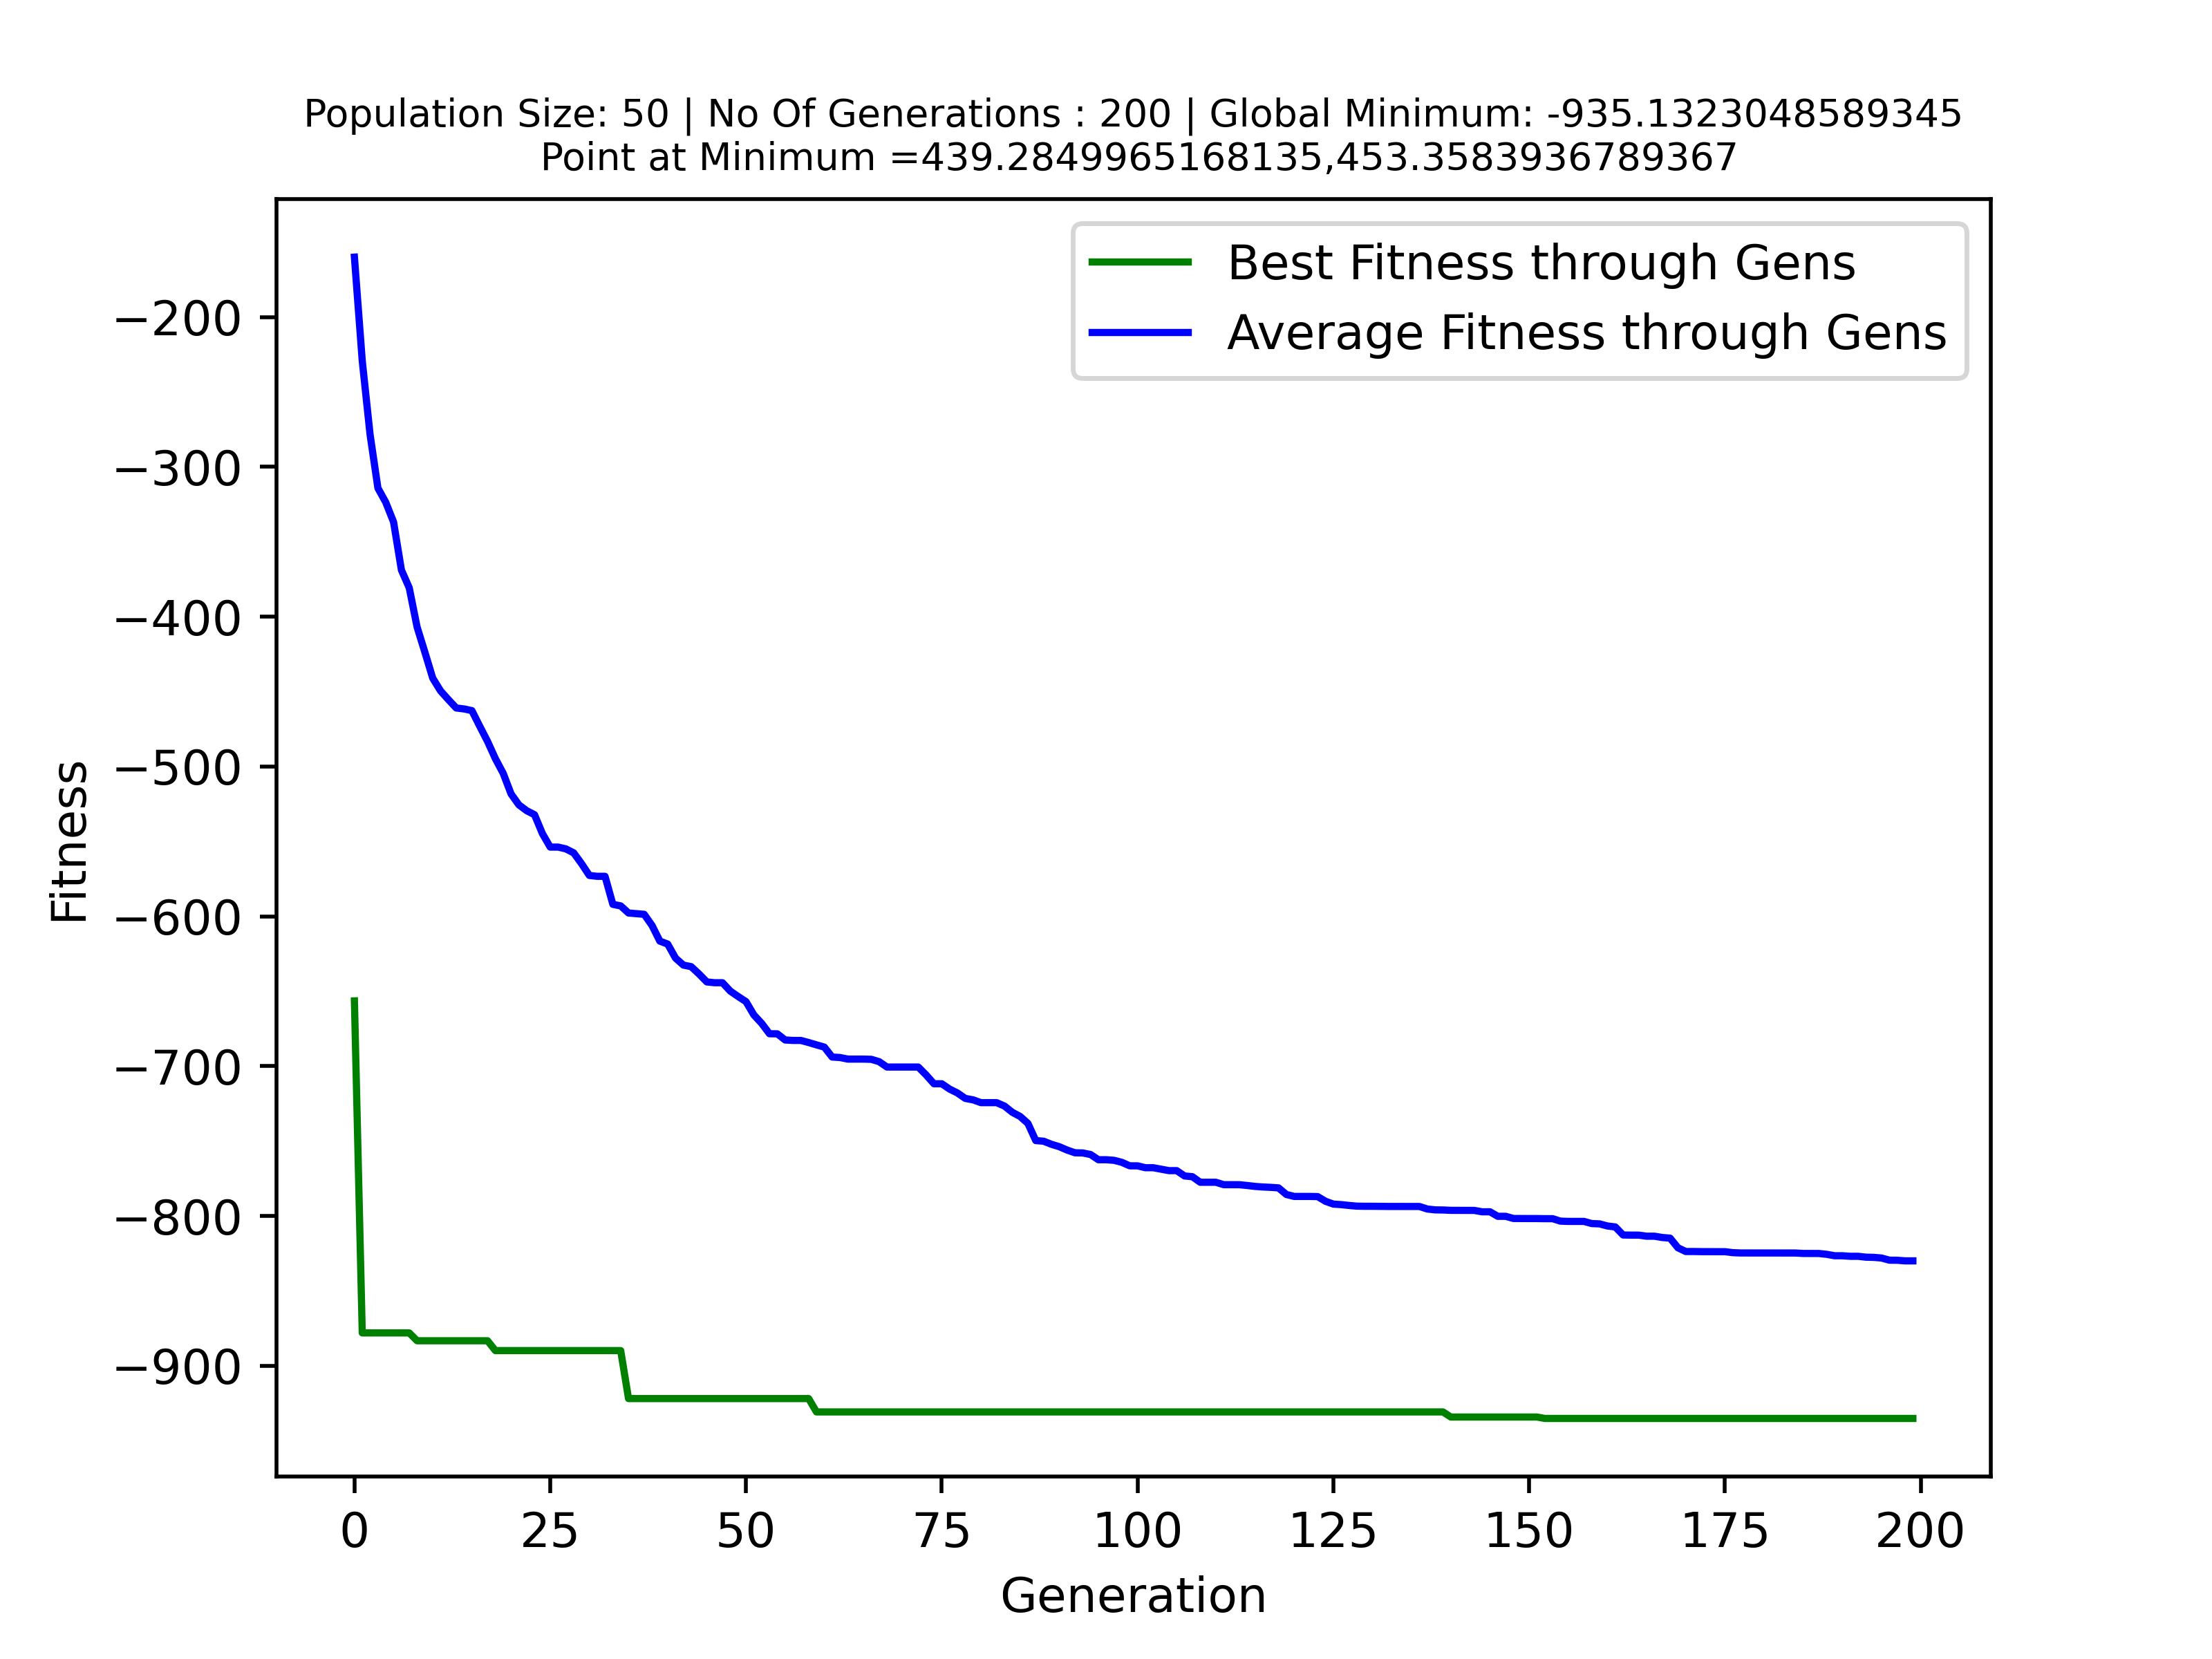 Population Size: 50 | No Of Generations : 200 | Global Minimum: -935.1323048589345
Point at Minimum =439.2849965168135,453.3583936789367
Best Fitness through Gens
Average Fitness through Gens
−200
−300
−400
−500
−600
−700
−800
−900
Fitness
0 25 50 75 100 125 150 175 200
Generation